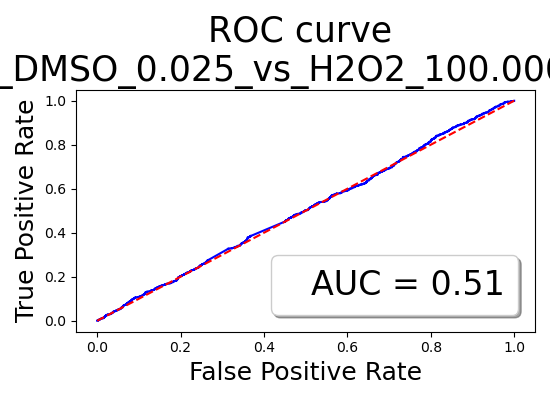 ROC curve
_DMSO_0.025_vs_H2O2_100.000
True Positive Rate
1.0
0.8
0.6
0.4
0.2
0.0
AUC = 0.51
0.0 0.2 0.4 0.6 0.8 1.0
False Positive Rate